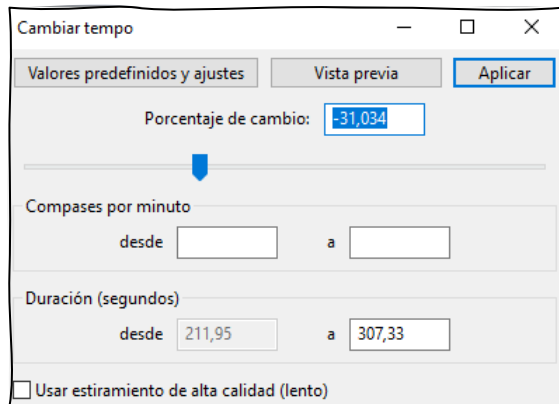 Cambiar tempo
Valores predefinidos y ajustes Vista previa Aplicar
Porcentaje de cambio: -31,034
Compases por minuto
desde a
Duración (segundos)
desde 211,95 a 307,33
Usar estiramiento de alta calidad (lento)